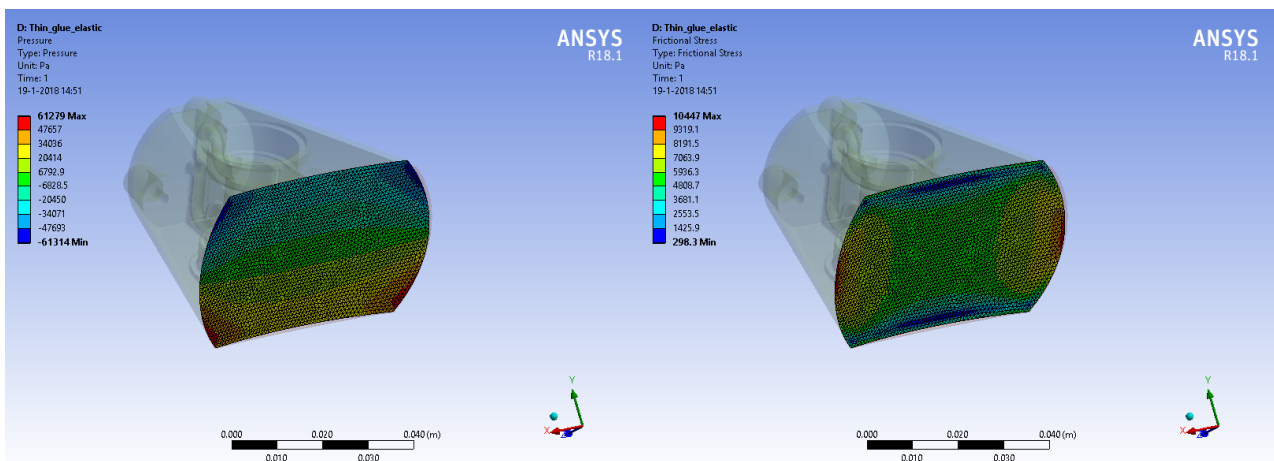 D: Thin_glue_elastic
Pressure
Type: Pressure
Unit: Pa
Time: 1
19-1-2018 14:51
ANSYS
R18.1
61279 Max
47657
34036
20414
6792.9
-6828.5
-20450
-34071
-47693
-61314 Min
Y
X
Z
0.000
0.020
0.040 (m)
0.010
0.030
D: Thin_glue_elastic
Frictional Stress
Type: Frictional Stress
Unit: Pa
Time: 1
19-1-2018 14:51
ANSYS
R18.1
10447 Max
9319.1
8191.5
7063.9
5936.3
4808.7
3681.1
2553.5
1425.9
298.3 Min
Y
X
Z
0.000
0.020
0.040 (m)
0.010
0.030